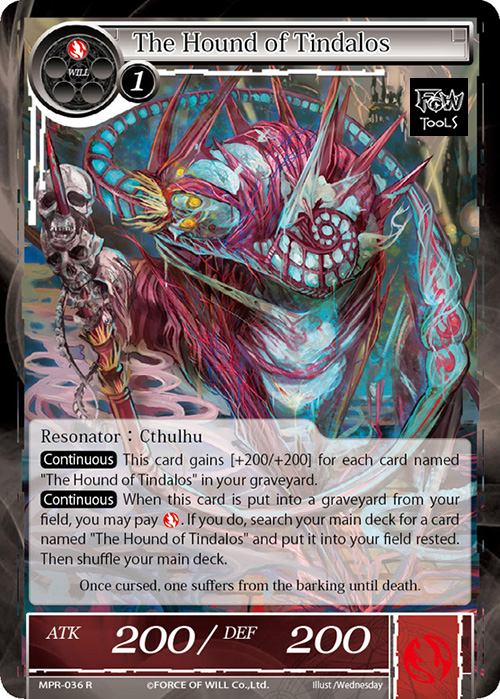 The Hound of Tindalos
WILL
1
FOW
TOOLS
Resonator : Cthulhu
Continuous This card gains [+200/+200] for each card named
"The Hound of Tindalos" in your graveyard.
Continuous When this card is put into a graveyard from your
field, you may pay . If you do, search your main deck for a card
named "The Hound of Tindalos" and put it into your field rested.
Then shuffle your main deck.
Once cursed, one suffers from the barking until death.
ATK 200 / DEF 200
MPR-036 R ©FORCE OF WILL Co.,Ltd. Illust /Wednesday